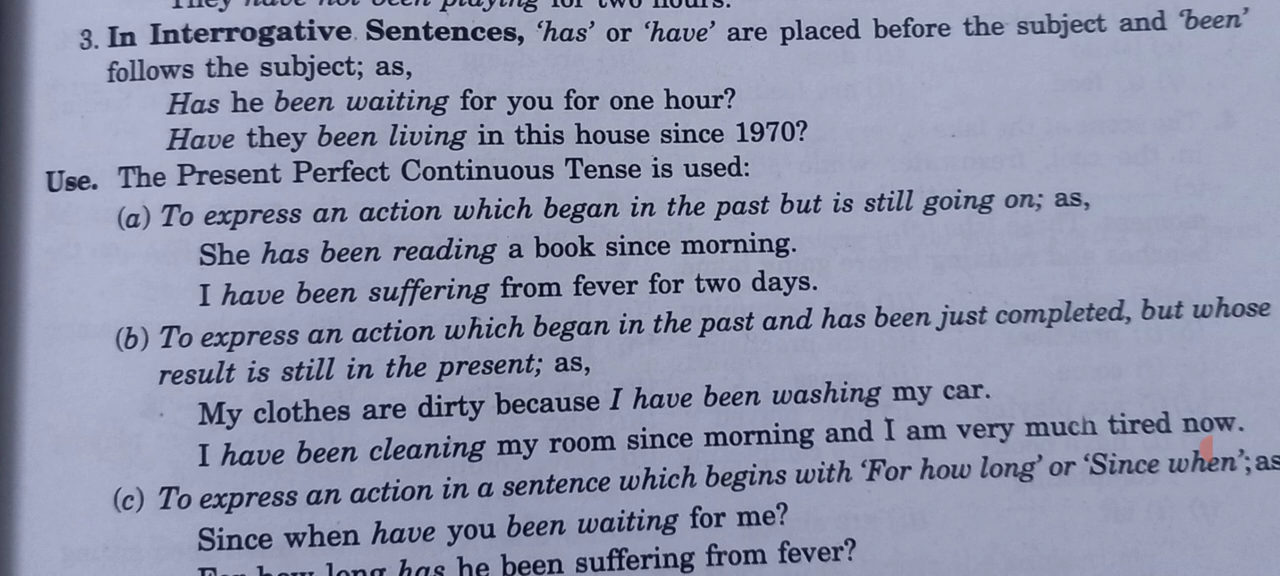 They have not been playing for two hours.
3. In Interrogative Sentences, ‘has’ or ‘have’ are placed before the subject and ‘been’
follows the subject; as,
Has he been waiting for you for one hour?
Have they been living in this house since 1970?
Use. The Present Perfect Continuous Tense is used:
(a) To express an action which began in the past but is still going on; as,
She has been reading a book since morning.
I have been suffering from fever for two days.
(b) To express an action which began in the past and has been just completed, but whose
result is still in the present; as,
My clothes are dirty because I have been washing my car.
I have been cleaning my room since morning and I am very much tired now.
(c) To express an action in a sentence which begins with ‘For how long’ or ‘Since when’; as
Since when have you been waiting for me?
For how long has he been suffering from fever?